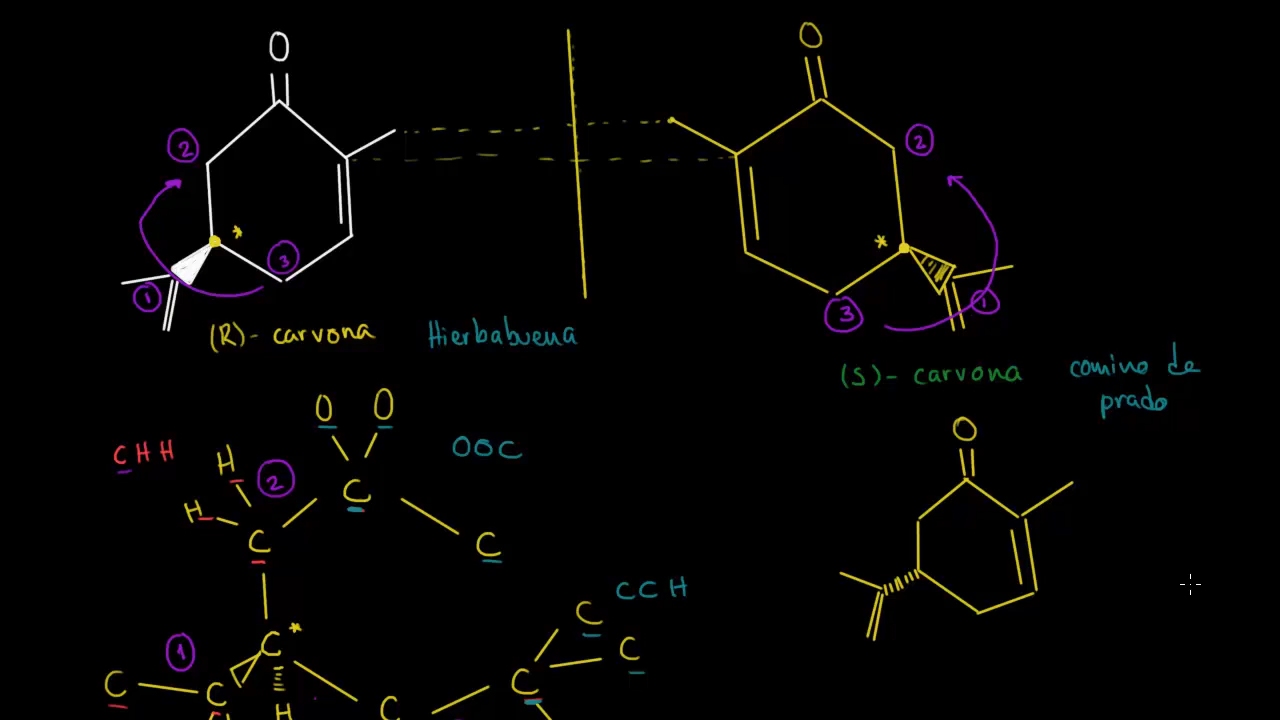 O
O
2
2
*
*
3
1
1
3
(R)- carvona Hierbabuena
(S)- carvona comino de
prado
O O
O
CHH
H
2
OOC
C
H
C
C
CCH
C
1
C*
C
C
C
C
H
C